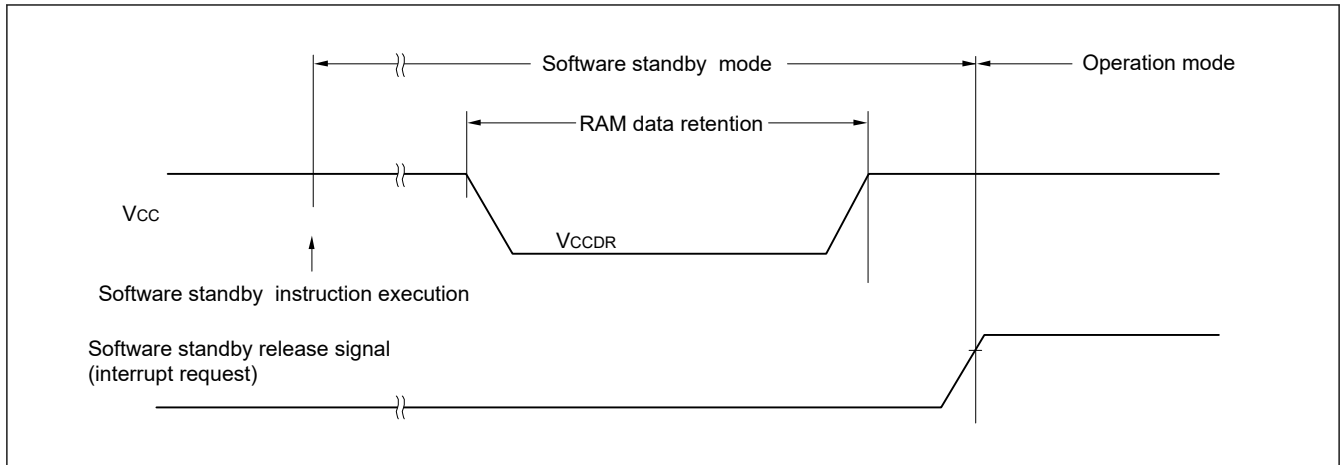 Software standby mode
Operation mode
RAM data retention
VCC
VCCDR
Software standby instruction execution
Software standby release signal
(interrupt request)